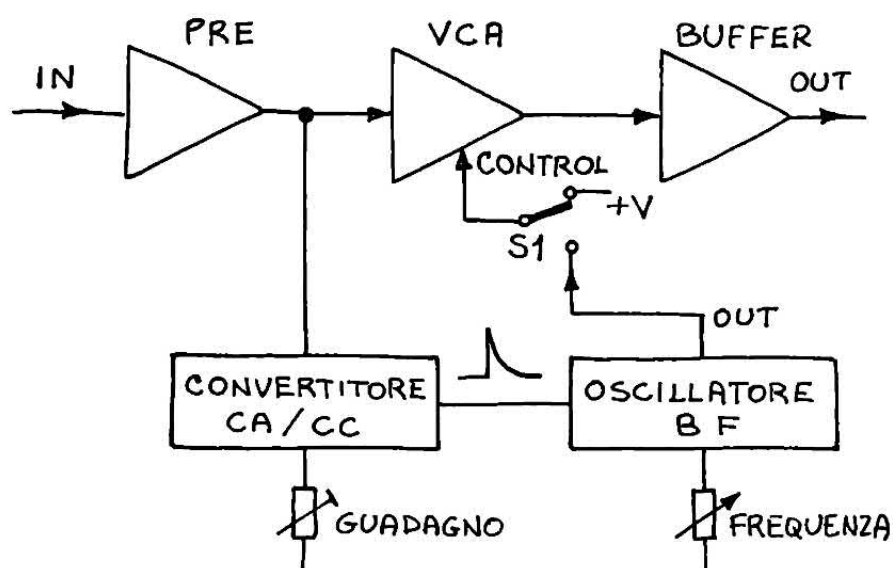 PRE
VCA
BUFFER
IN
OUT
CONTROL
+V
S1
OUT
CONVERTITORE
CA/CC
OSCILLATORE
BF
GUADAGNO
FREQUENZA